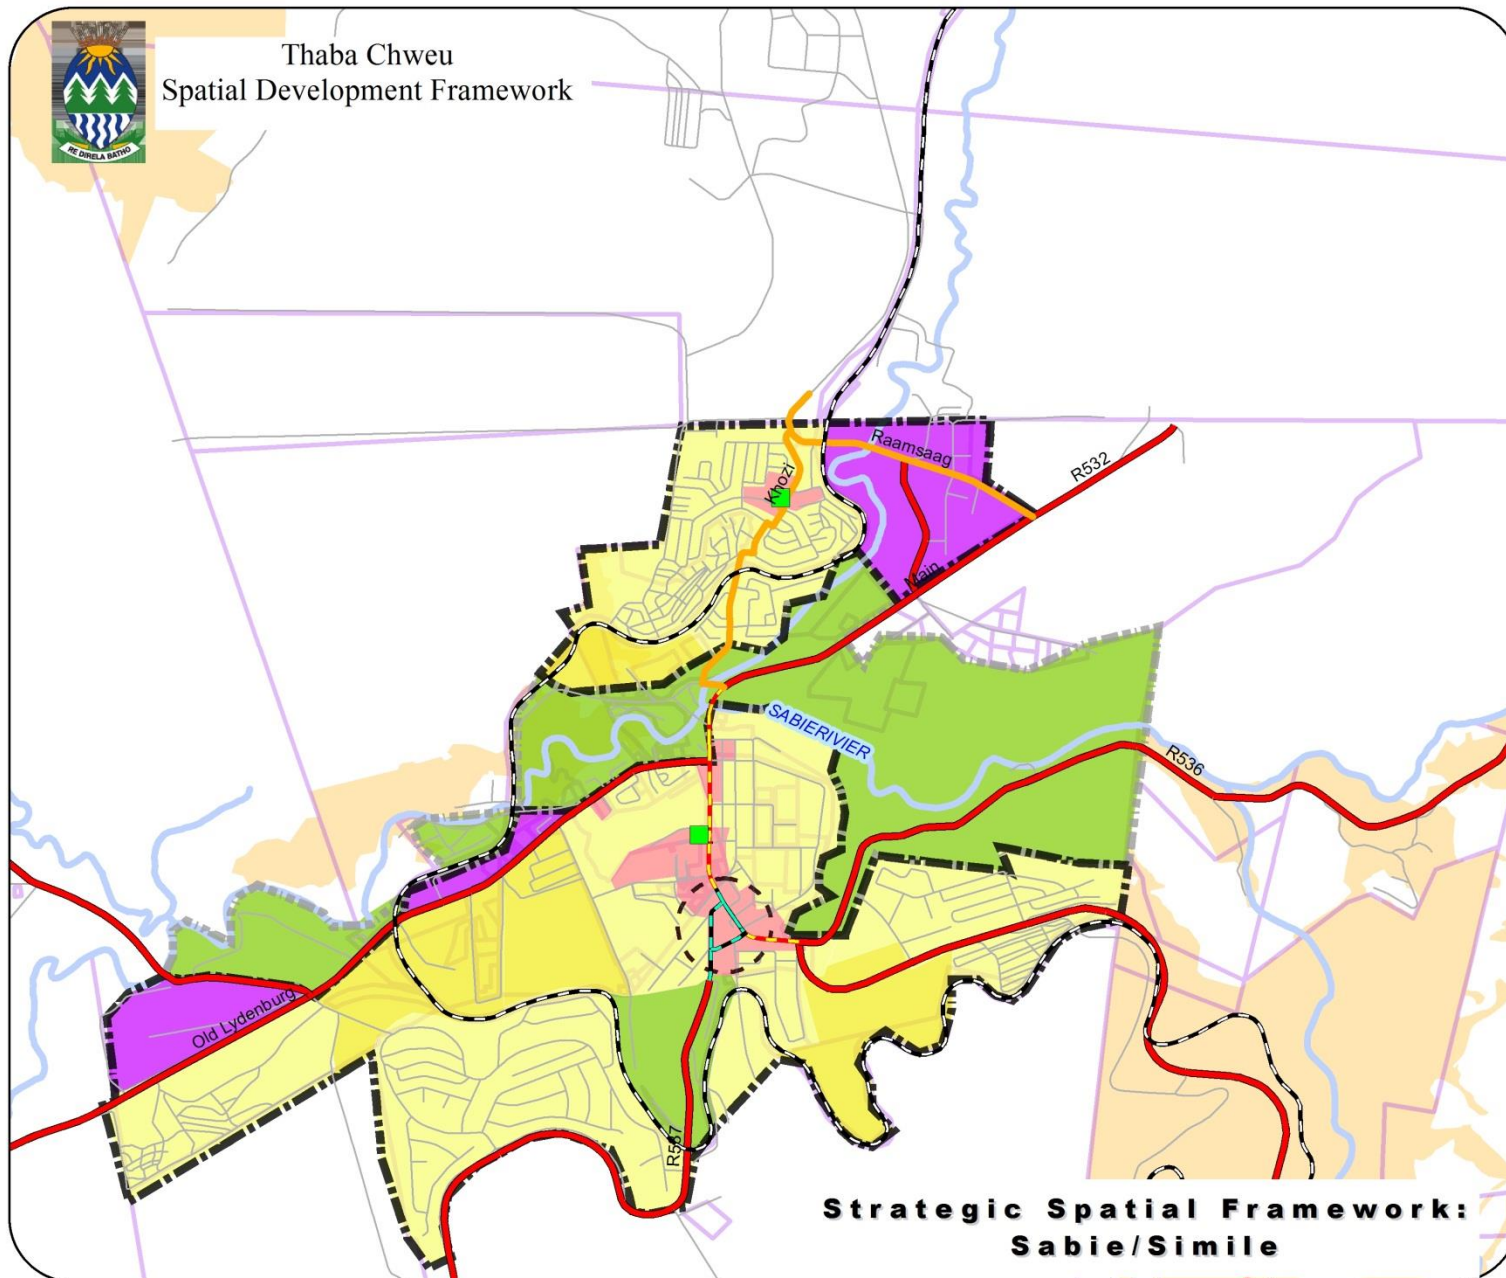 Thaba Chweu
Spatial Development Framework
RE DIRELA BATHO
Raamsaag
Khozi
R532
Main
SABIERIVIER
R536
Old Lydenburg
R537
Strategic Spatial Framework:
Sabie/Simile